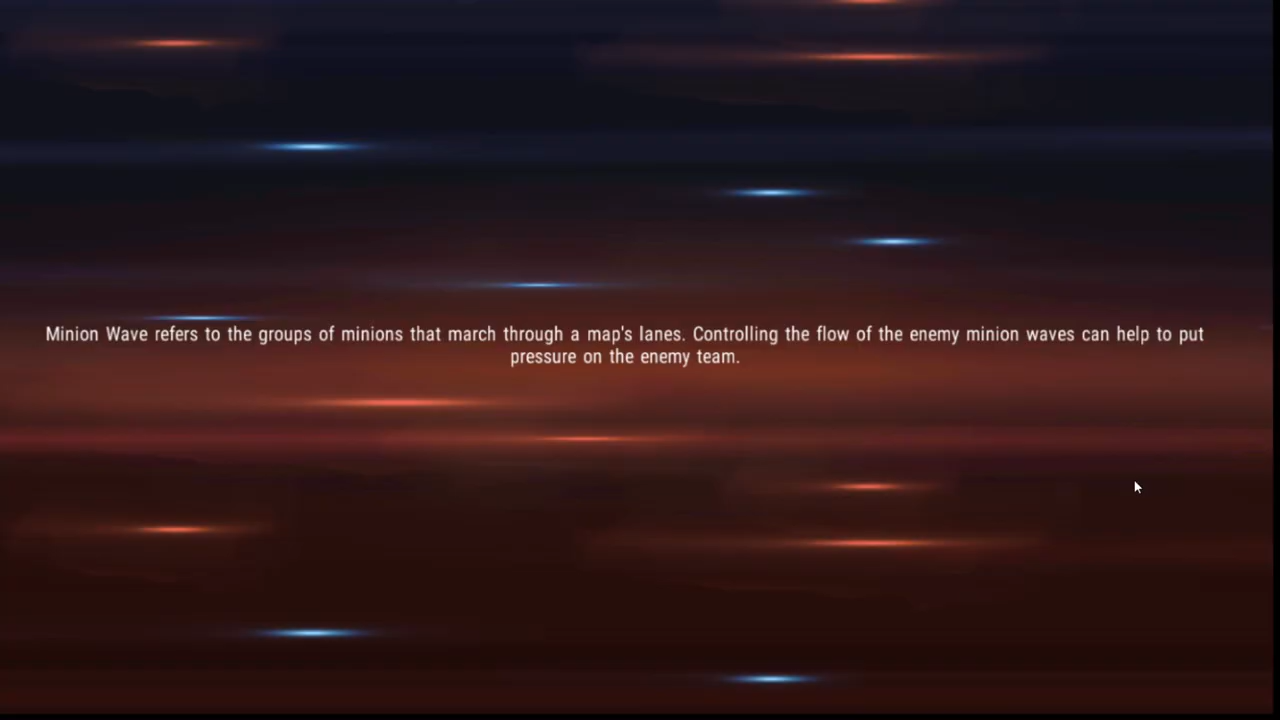 Minion Wave refers to the groups of minions that march through a map's lanes. Controlling the flow of the enemy minion waves can help to put
pressure on the enemy team.